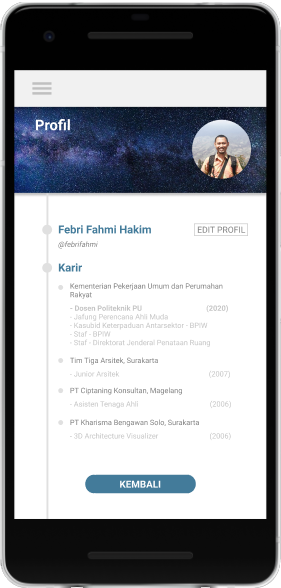 Profil
Febri Fahmi Hakim
EDIT PROFIL
@febrifahmi
Karir
Kementerian Pekerjaan Umum dan Perumahan
Rakyat
- Dosen Politeknik PU (2020)
- Jafung Perencana Ahli Muda
- Kasubid Keterpaduan Antarsektor - BPIW
- Staf - BPIW
- Staf - Direktorat Jenderal Penataan Ruang
Tim Tiga Arsitek, Surakarta
- Junior Arsitek (2007)
PT Ciptaning Konsultan, Magelang
- Asisten Tenaga Ahli (2006)
PT Kharisma Bengawan Solo, Surakarta
- 3D Architecture Visualizer (2006)
KEMBALI